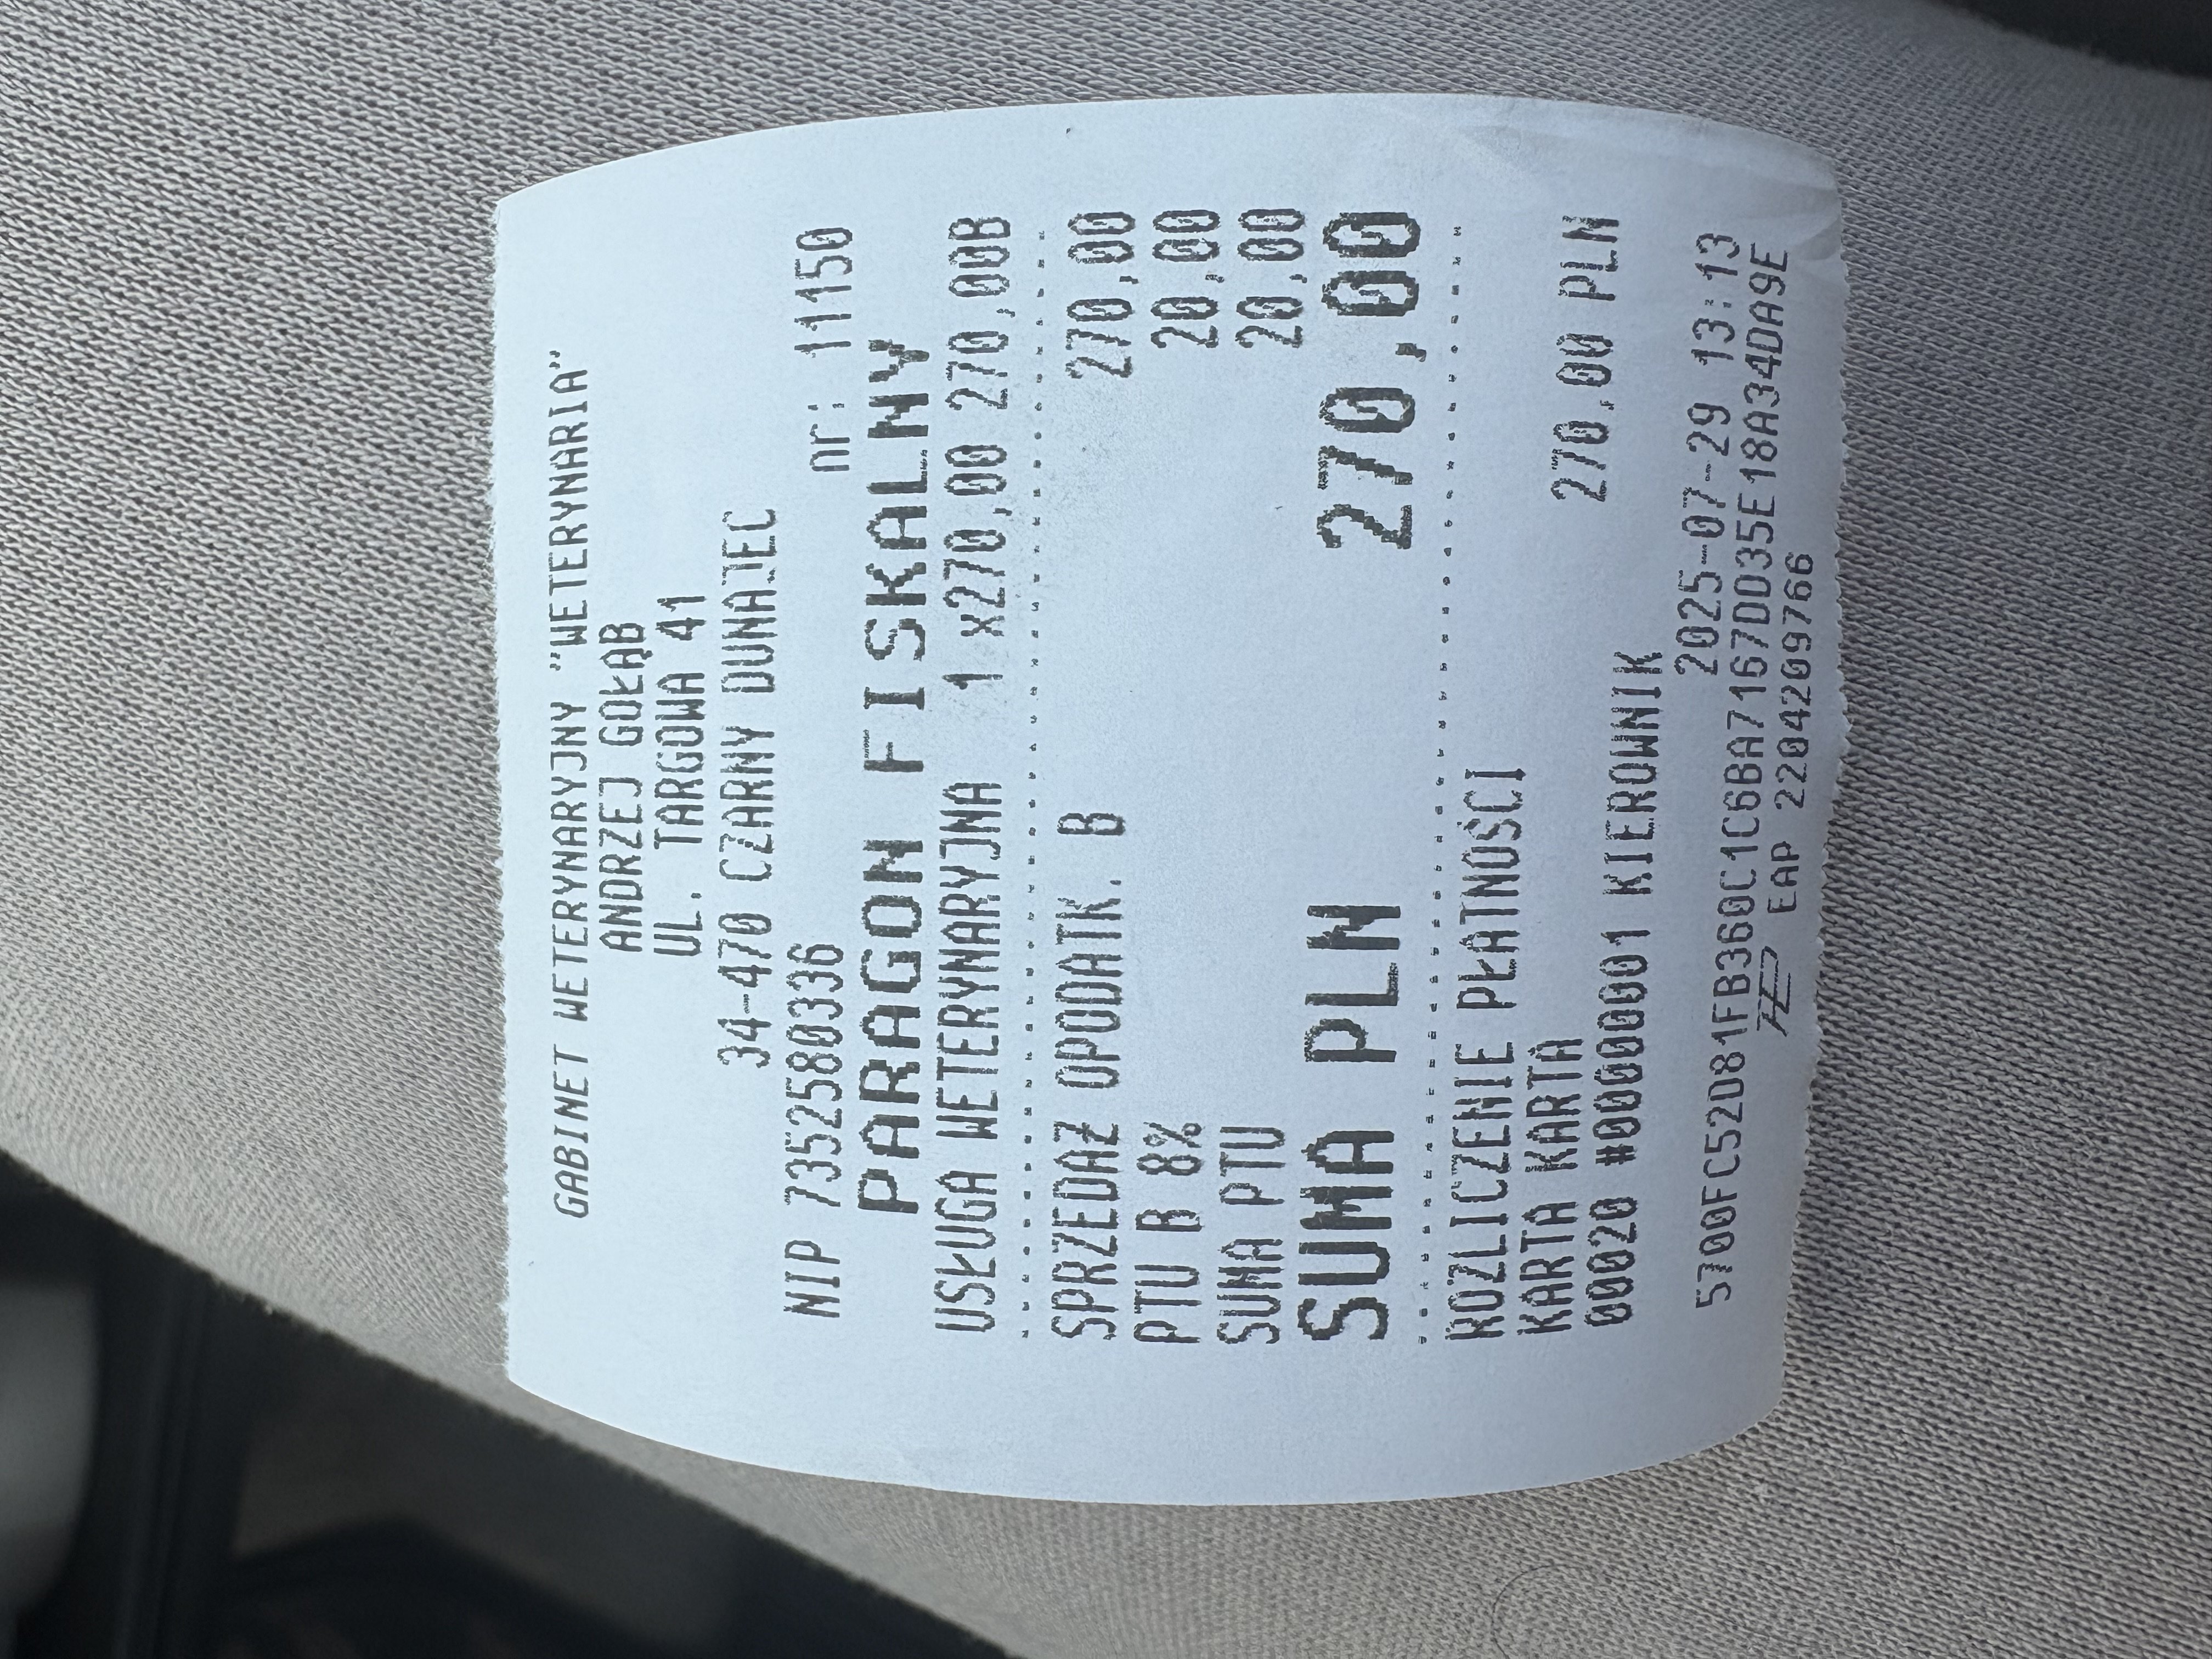 GABINET WETERYNARYJNY "WETERYNARIA"
ANDRZEJ GOŁĄB
UL. TARGOWA 41
34-470 CZARNY DUNAJEC
NIP 7352580336 nr: 11150
PARAGON FISKALNY
USŁUGA WETERYNARYJNA 1 x270,00 270,00B
SPRZEDAŻ OPODATK. B 270,00
PTU B 8% 20,00
SUMA PTU 20,00
SUMA PLN 270,00
ROZLICZENIE PŁATNOŚCI
KARTA KARTA 270.00 PLN
00020 #00000001 KIEROWNIK
2025-07-29 13:13
5700FC52D81FB360C1C6BA7167DD35E18A34DA9E
EAP 2204209766